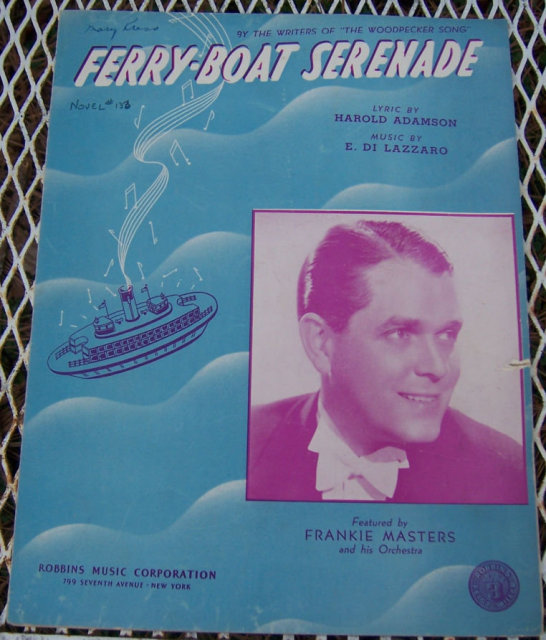 BY THE WRITERS OF "THE WOODPECKER SONG"
FERRY-BOAT SERENADE
NOVEL #
LYRIC BY
HAROLD ADAMSON
MUSIC BY
E. DI LAZZARO
Featured by
FRANKIE MASTERS
and his Orchestra
ROBBINS MUSIC CORPORATION
799 SEVENTH AVENUE · NEW YORK